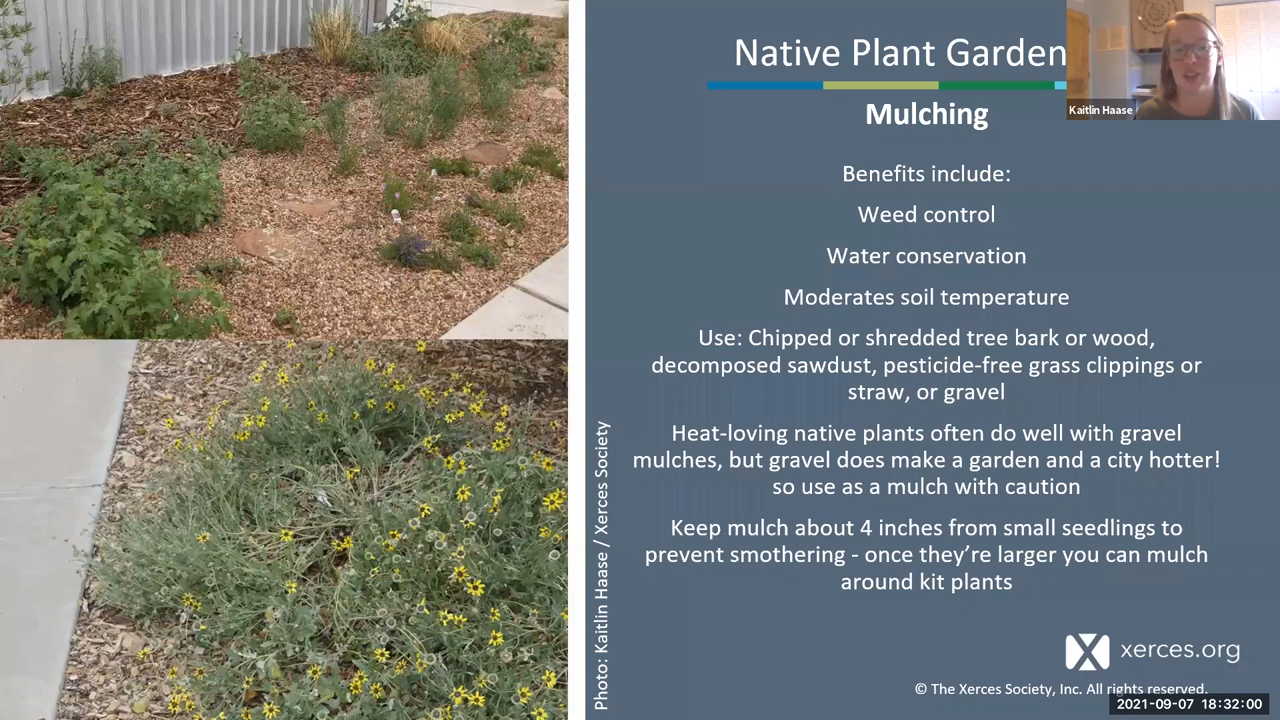 Native Plant Garden
Kaitlin Haase
Mulching
Benefits include:
Weed control
Water conservation
Moderates soil temperature
Use: Chipped or shredded tree bark or wood,
decomposed sawdust, pesticide-free grass clippings or
straw, or gravel
Heat-loving native plants often do well with gravel
mulches, but gravel does make a garden and a city hotter!
so use as a mulch with caution
Keep mulch about 4 inches from small seedlings to
prevent smothering - once they’re larger you can mulch
around kit plants
Photo: Kaitlin Haase / Xerces Society
xerces.org
© The Xerces Society, Inc. All rights reserved.
2021-09-07 18:32:00